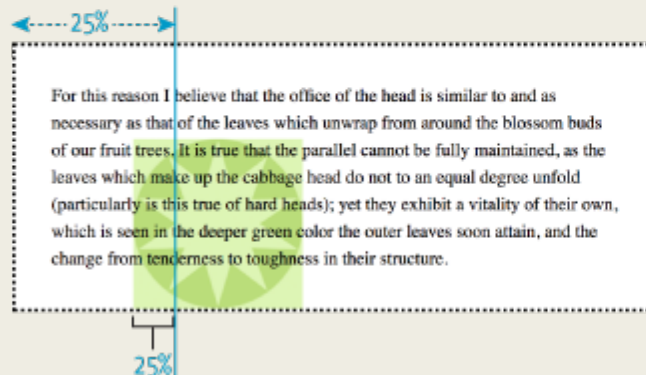 25%
For this reason I believe that the office of the head is similar to and as
necessary as that of the leaves which unwrap from around the blossom buds
of our fruit trees. It is true that the parallel cannot be fully maintained, as the
leaves which make up the cabbage head do not to an equal degree unfold
(particularly is this true of hard heads); yet they exhibit a vitality of their own,
which is seen in the deeper green color the outer leaves soon attain, and the
change from tenderness to toughness in their structure.
25%